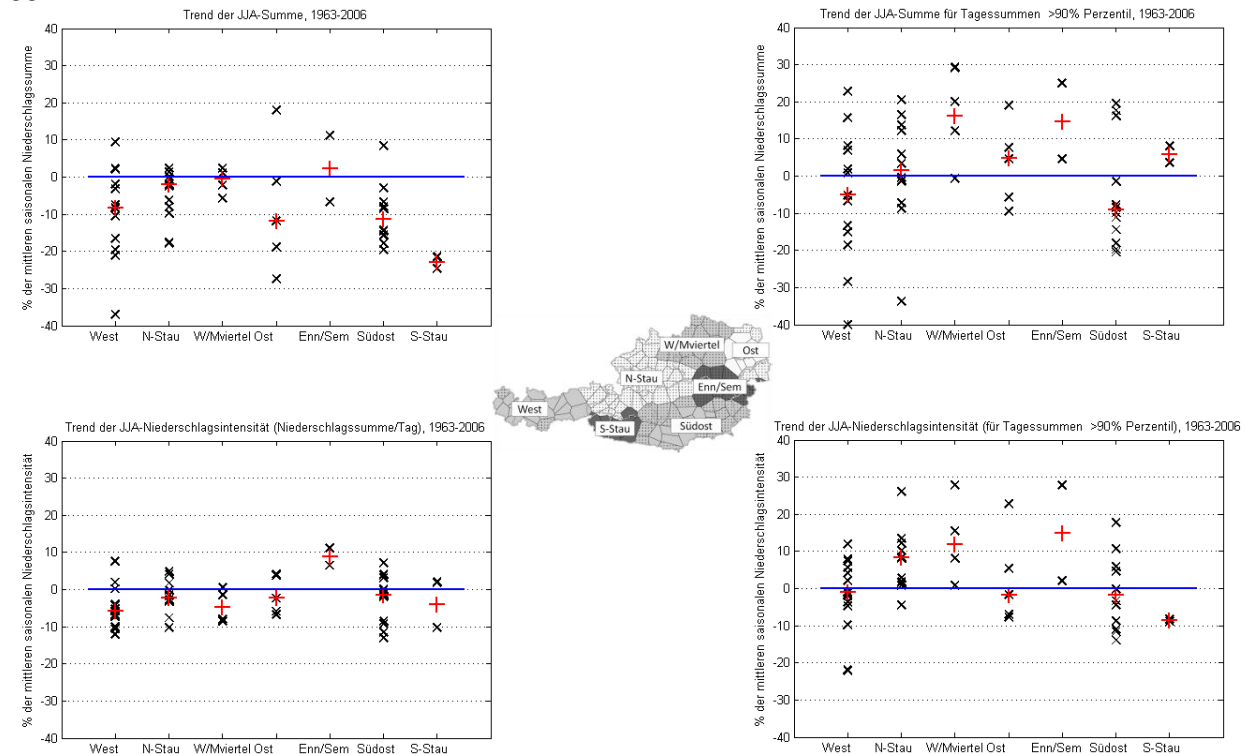 Trend der JJA-Summe, 1963-2006
% der mittleren saisonalen Niederschlagssumme
40
30
20
10
0
-10
-20
-30
-40
West N-Stau W/Mviertel Ost Enn/Sem Südost S-Stau
Trend der JJA-Summe für Tagessummen >90% Perzentil, 1963-2006
% der mittleren saisonalen Niederschlagssumme
40
30
20
10
0
-10
-20
-30
-40
West N-Stau W/Mviertel Ost Enn/Sem Südost S-Stau
W/Mviertel
Ost
N-Stau
Enn/Sem
West
S-Stau
Südost
Trend der JJA-Niederschlagsintensität (Niederschlagssumme/Tag), 1963-2006
% der mittleren saisonalen Niederschlagsintensität
40
30
20
10
0
-10
-20
-30
-40
West N-Stau W/Mviertel Ost Enn/Sem Südost S-Stau
Trend der JJA-Niederschlagsintensität (für Tagessummen >90% Perzentil), 1963-2006
% der mittleren saisonalen Niederschlagsintensität
40
30
20
10
0
-10
-20
-30
-40
West N-Stau W/Mviertel Ost Enn/Sem Südost S-Stau